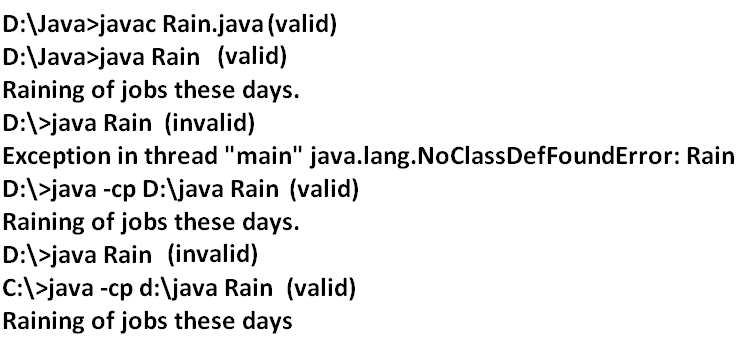 D:\Java>javac Rain.java (valid)
D:\Java>java Rain (valid)
Raining of jobs these days.
D:\>java Rain (invalid)
Exception in thread "main" java.lang.NoClassDefFoundError: Rain
D:\>java -cp D:\java Rain (valid)
Raining of jobs these days.
D:\>java Rain (invalid)
C:\>java -cp d:\java Rain (valid)
Raining of jobs these days